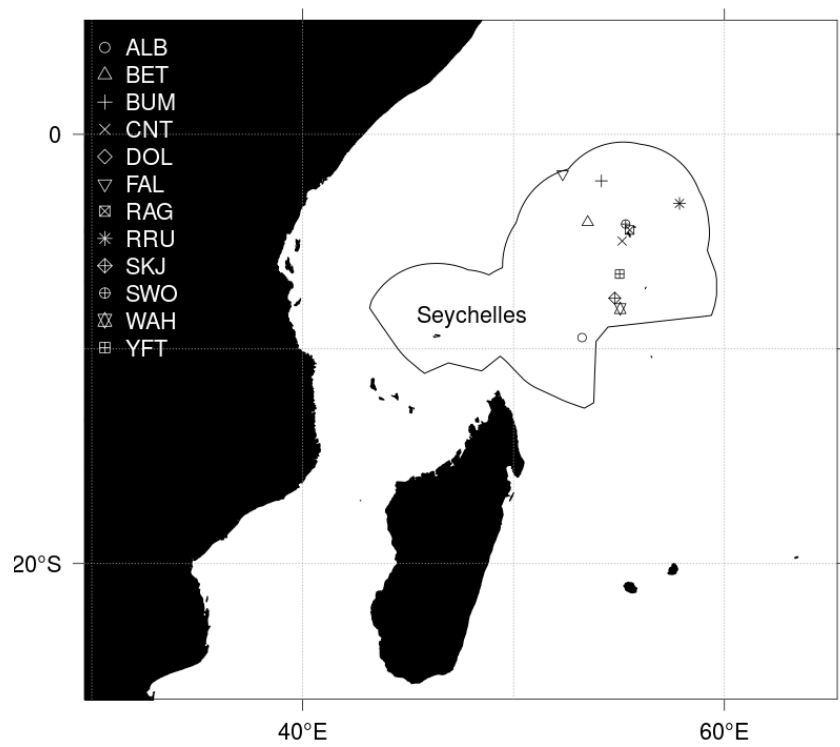 ALB
BET
BUM
CNT
DOL
FAL
RAG
RRU
SKJ
SWO
WAH
YFT
0
Seychelles
20°S
40°E 60°E